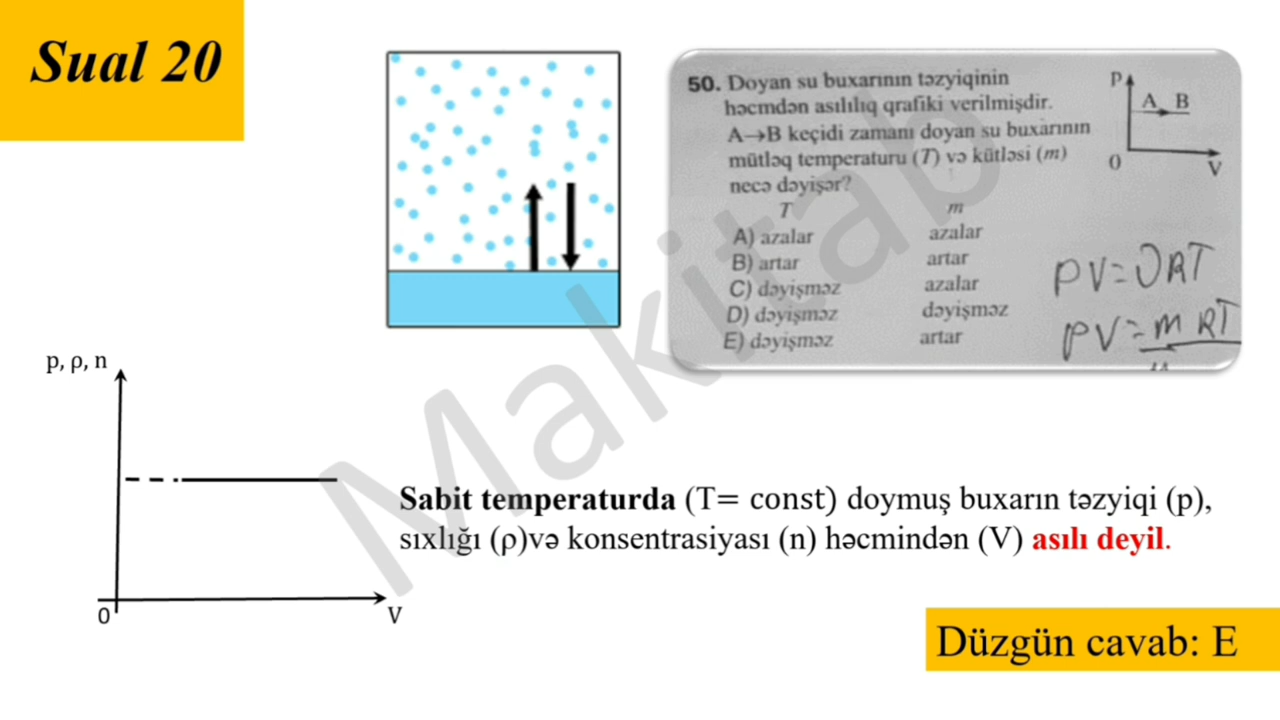 Sual 20
50. Doyan su buxarının təzyiqinin
həcmdən asılılıq qrafiki verilmişdir.
A→B keçidi zamanı doyan su buxarının
mütləq temperaturu (T) və kütləsi (m)
necə dəyişər?
T m
A) azalar azalar
B) artar artar
C) dəyişməz azalar
D) dəyişməz dəyişməz
E) dəyişməz artar
P
A B
0
V
PV=
RT
PV= m RT
p, ρ, n
0
V
Sabit temperaturda (T= const) doymuş buxarın təzyiqi (p),
sıxlığı (ρ)və konsentrasiyası (n) həcmindən (V) asılı deyil.
Düzgün cavab: E
Makitab